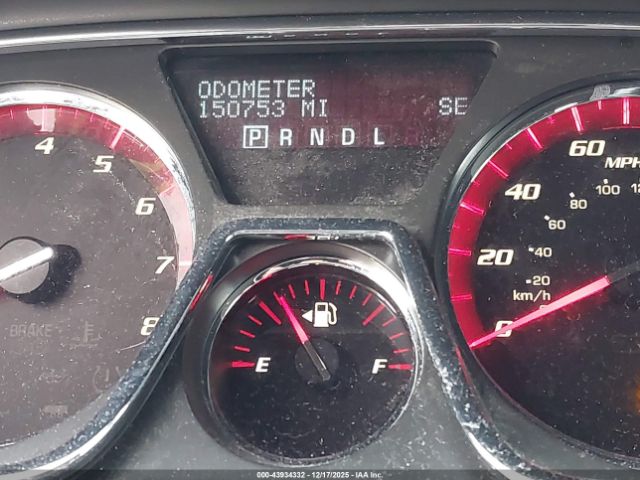 ODOMETER
150753 MI SE
P R N D L
4
5
6
7
8
BRAKE
E F
60 MPH
40
20
0
100
80
60
40
20
km/h
000-43934332 - 12/17/2025 - IAA Inc.